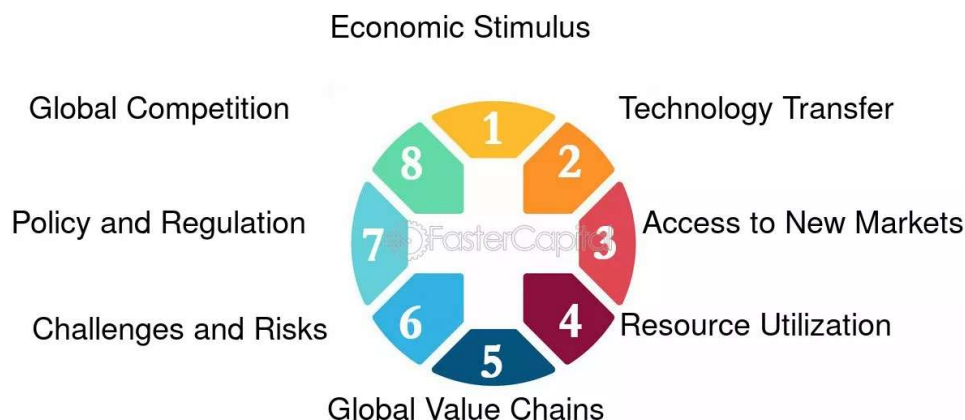 Economic Stimulus
Global Competition
Technology Transfer
1
8
2
Policy and Regulation
7
FasterCapital
3
Access to New Markets
Challenges and Risks
6
4
Resource Utilization
5
Global Value Chains